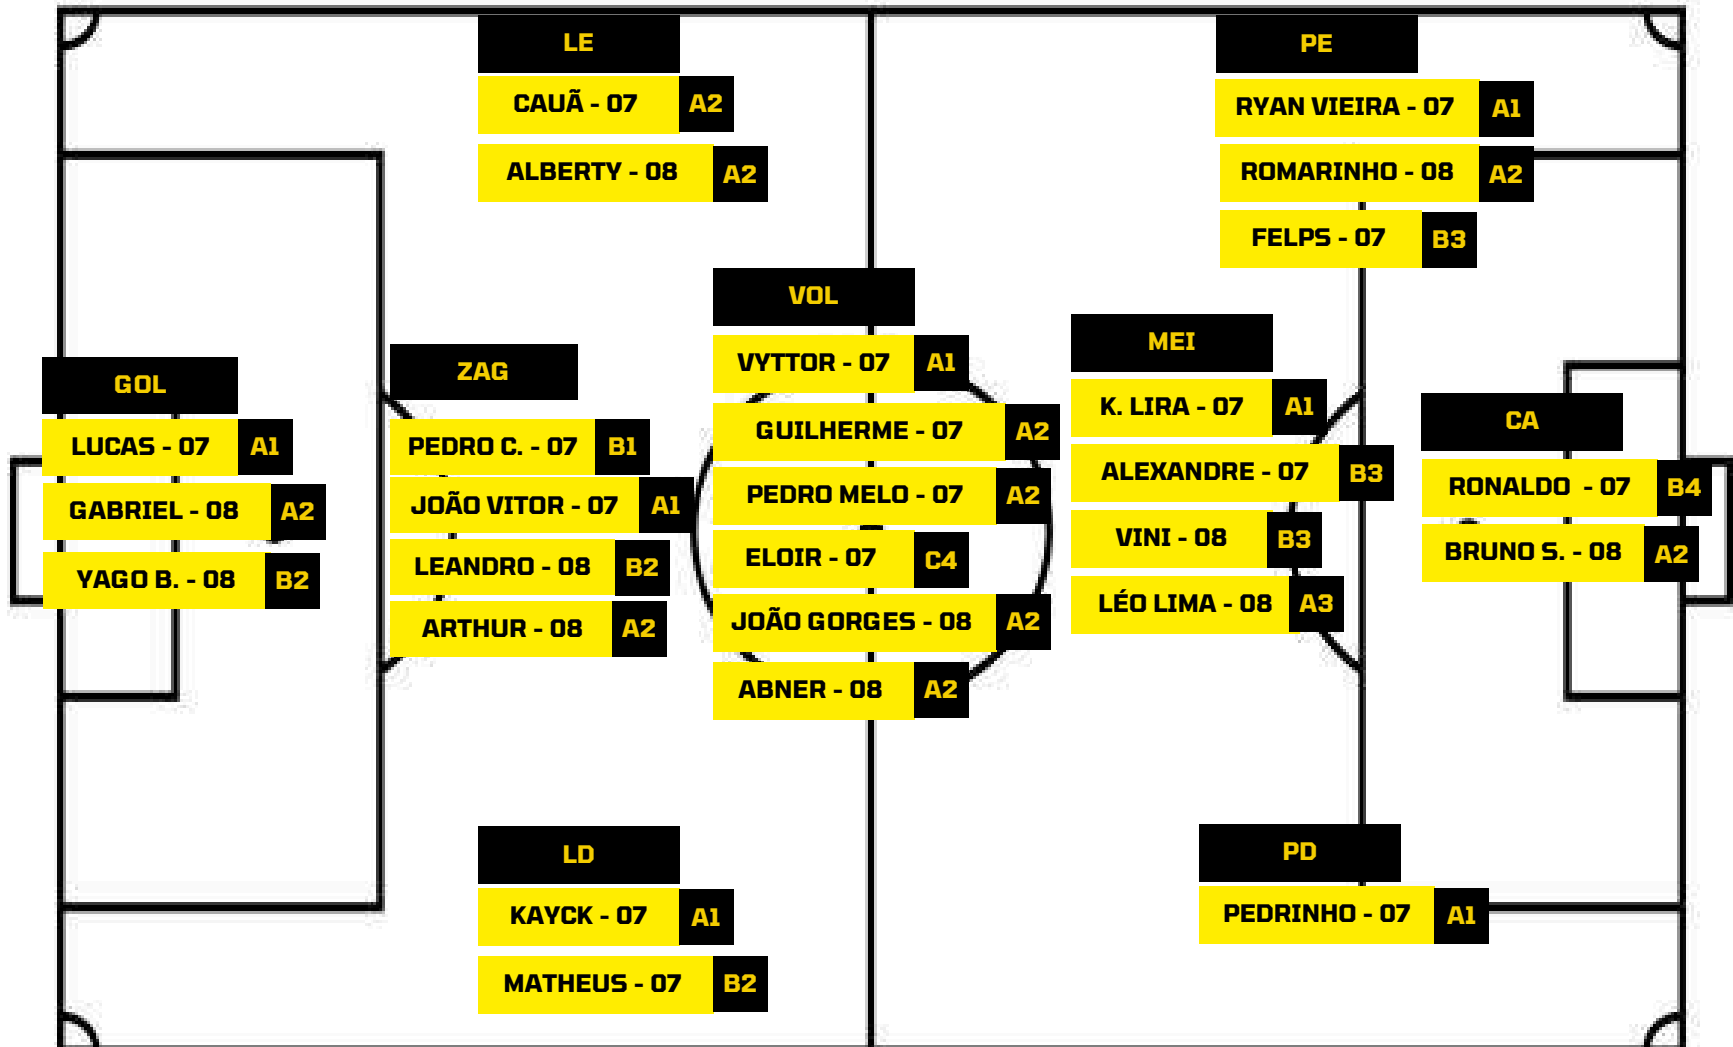 LE
CAUÃ - 07 A2
ALBERTY - 08 A2
PE
RYAN VIEIRA - 07 A1
ROMARINHO - 08 A2
FELPS - 07 B3
GOL
LUCAS - 07 A1
GABRIEL - 08 A2
YAGO B. - 08 B2
ZAG
PEDRO C. - 07 B1
JOÃO VITOR - 07 A1
LEANDRO - 08 B2
ARTHUR - 08 A2
VOL
VYTTOR - 07 A1
GUILHERME - 07 A2
PEDRO MELO - 07 A2
ELOIR - 07 C4
JOÃO GORGES - 08 A2
ABNER - 08 A2
MEI
K. LIRA - 07 A1
ALEXANDRE - 07 B3
VINI - 08 B3
LÉO LIMA - 08 A3
CA
RONALDO - 07 B4
BRUNO S. - 08 A2
LD
KAYCK - 07 A1
MATHEUS - 07 B2
PD
PEDRINHO - 07 A1